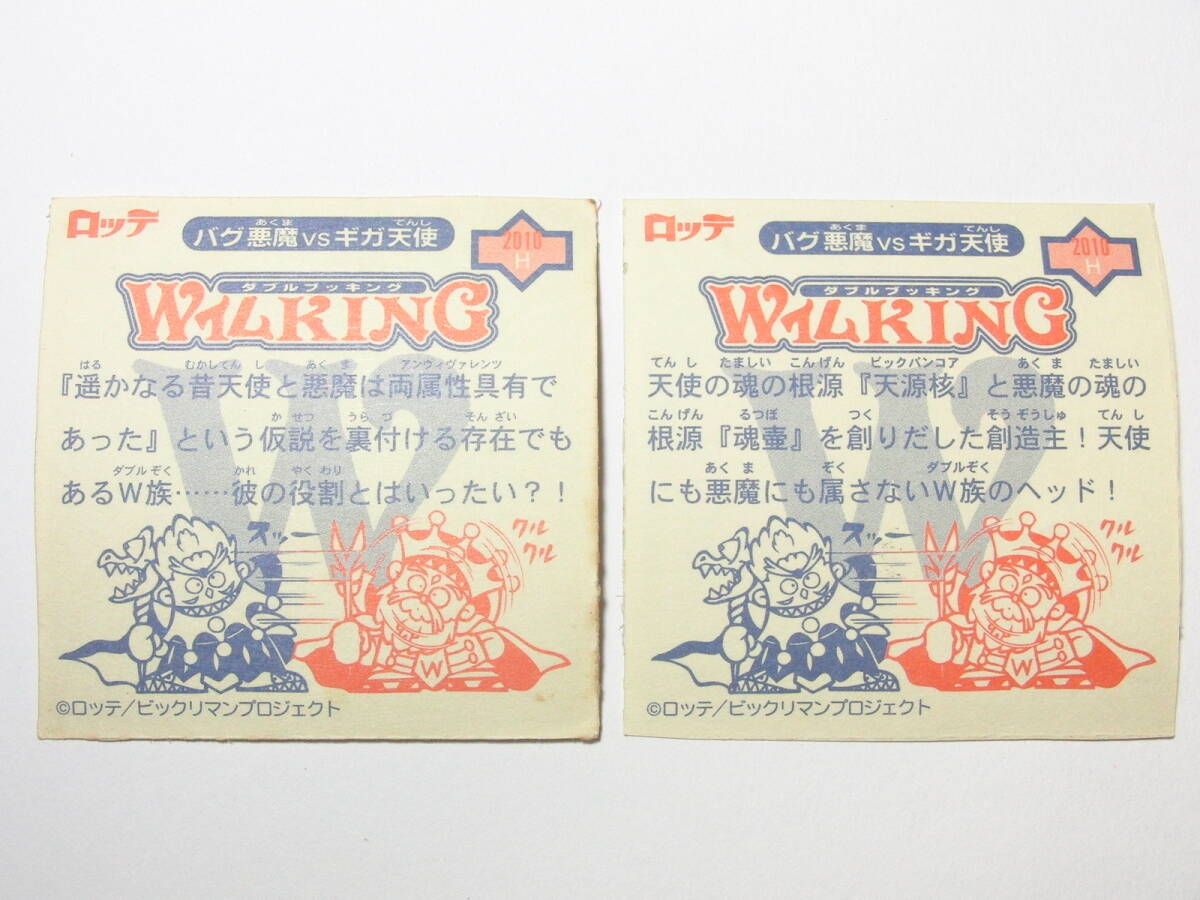 ロッテ
あくま てんし
バグ悪魔vsギガ天使
2010
H
ダブルブッキング
WイルKING
はる むかしてん し あく ま アンヴィヴァレンツ
『遥かなる昔天使と悪魔は両属性具有で
か せつ うら づ そん ざい
あった』という仮説を裏付ける存在でも
ダブルぞく かれ やく わり
あるW族……彼の役割とはいったい?!
スッー
クル
クル
W
©ロッテ/ビックリマンプロジェクト
ロッテ
あくま てんし
バグ悪魔vsギガ天使
2010
H
ダブルブッキング
WイルKING
てん し たましい こん げん ビックバンコア あく ま たましい
天使の魂の根源『天源核』と悪魔の魂の
こん げん るつぼ つく そう ぞうしゅ てん し
根源『魂壷』を創りだした創造主!天使
あく ま ぞく ダブルぞく
にも悪魔にも属さないW族のヘッド!
スッー
クル
クル
W
©ロッテ/ビックリマンプロジェクト